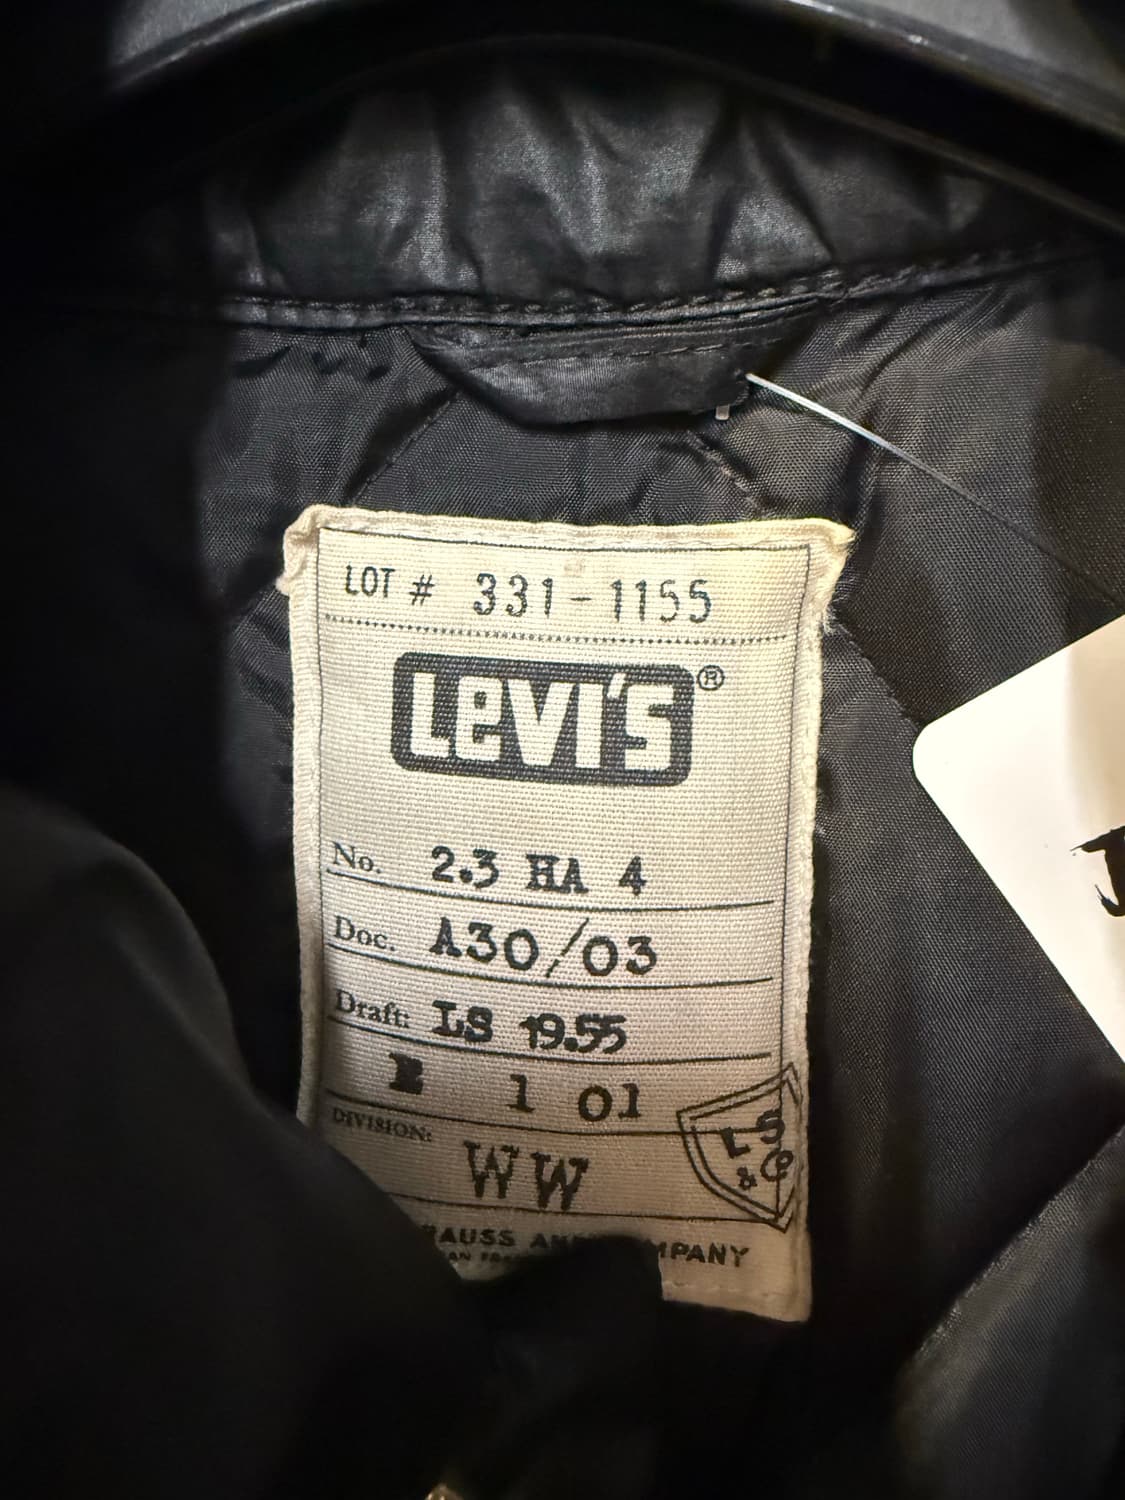 LOT # 331-1155
LEVI'S®
No. 2.3 HA 4
Doc. A30/03
Draft: LS 19.55
1 01
DIVISION:
WW
LS
& Co